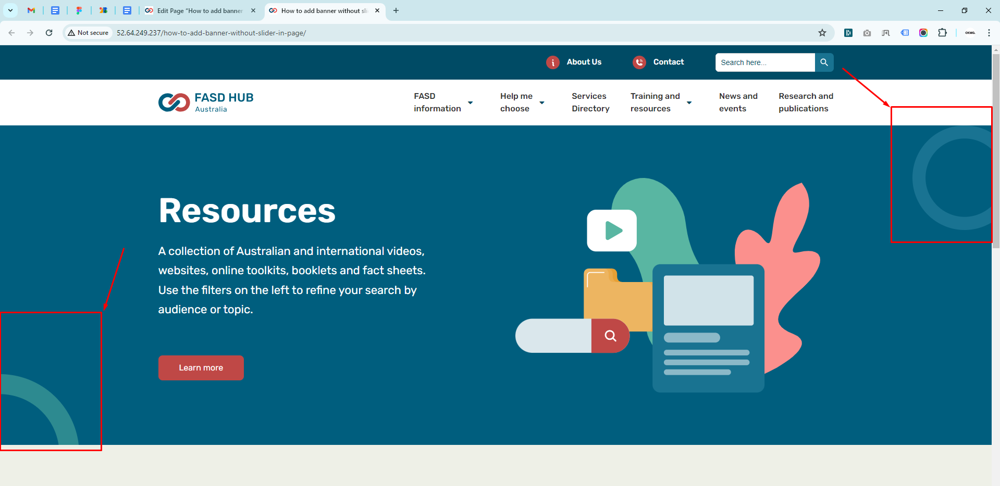 Edit Page “How to add banner
How to add banner without sli
Not secure
52.64.249.237/how-to-add-banner-without-slider-in-page/
OKMG.
About Us
Contact
Search here...
FASD HUB
Australia
FASD
information
Help me
choose
Services
Directory
Training and
resources
News and
events
Research and
publications
Resources
A collection of Australian and international videos,
websites, online toolkits, booklets and fact sheets.
Use the filters on the left to refine your search by
audience or topic.
Learn more